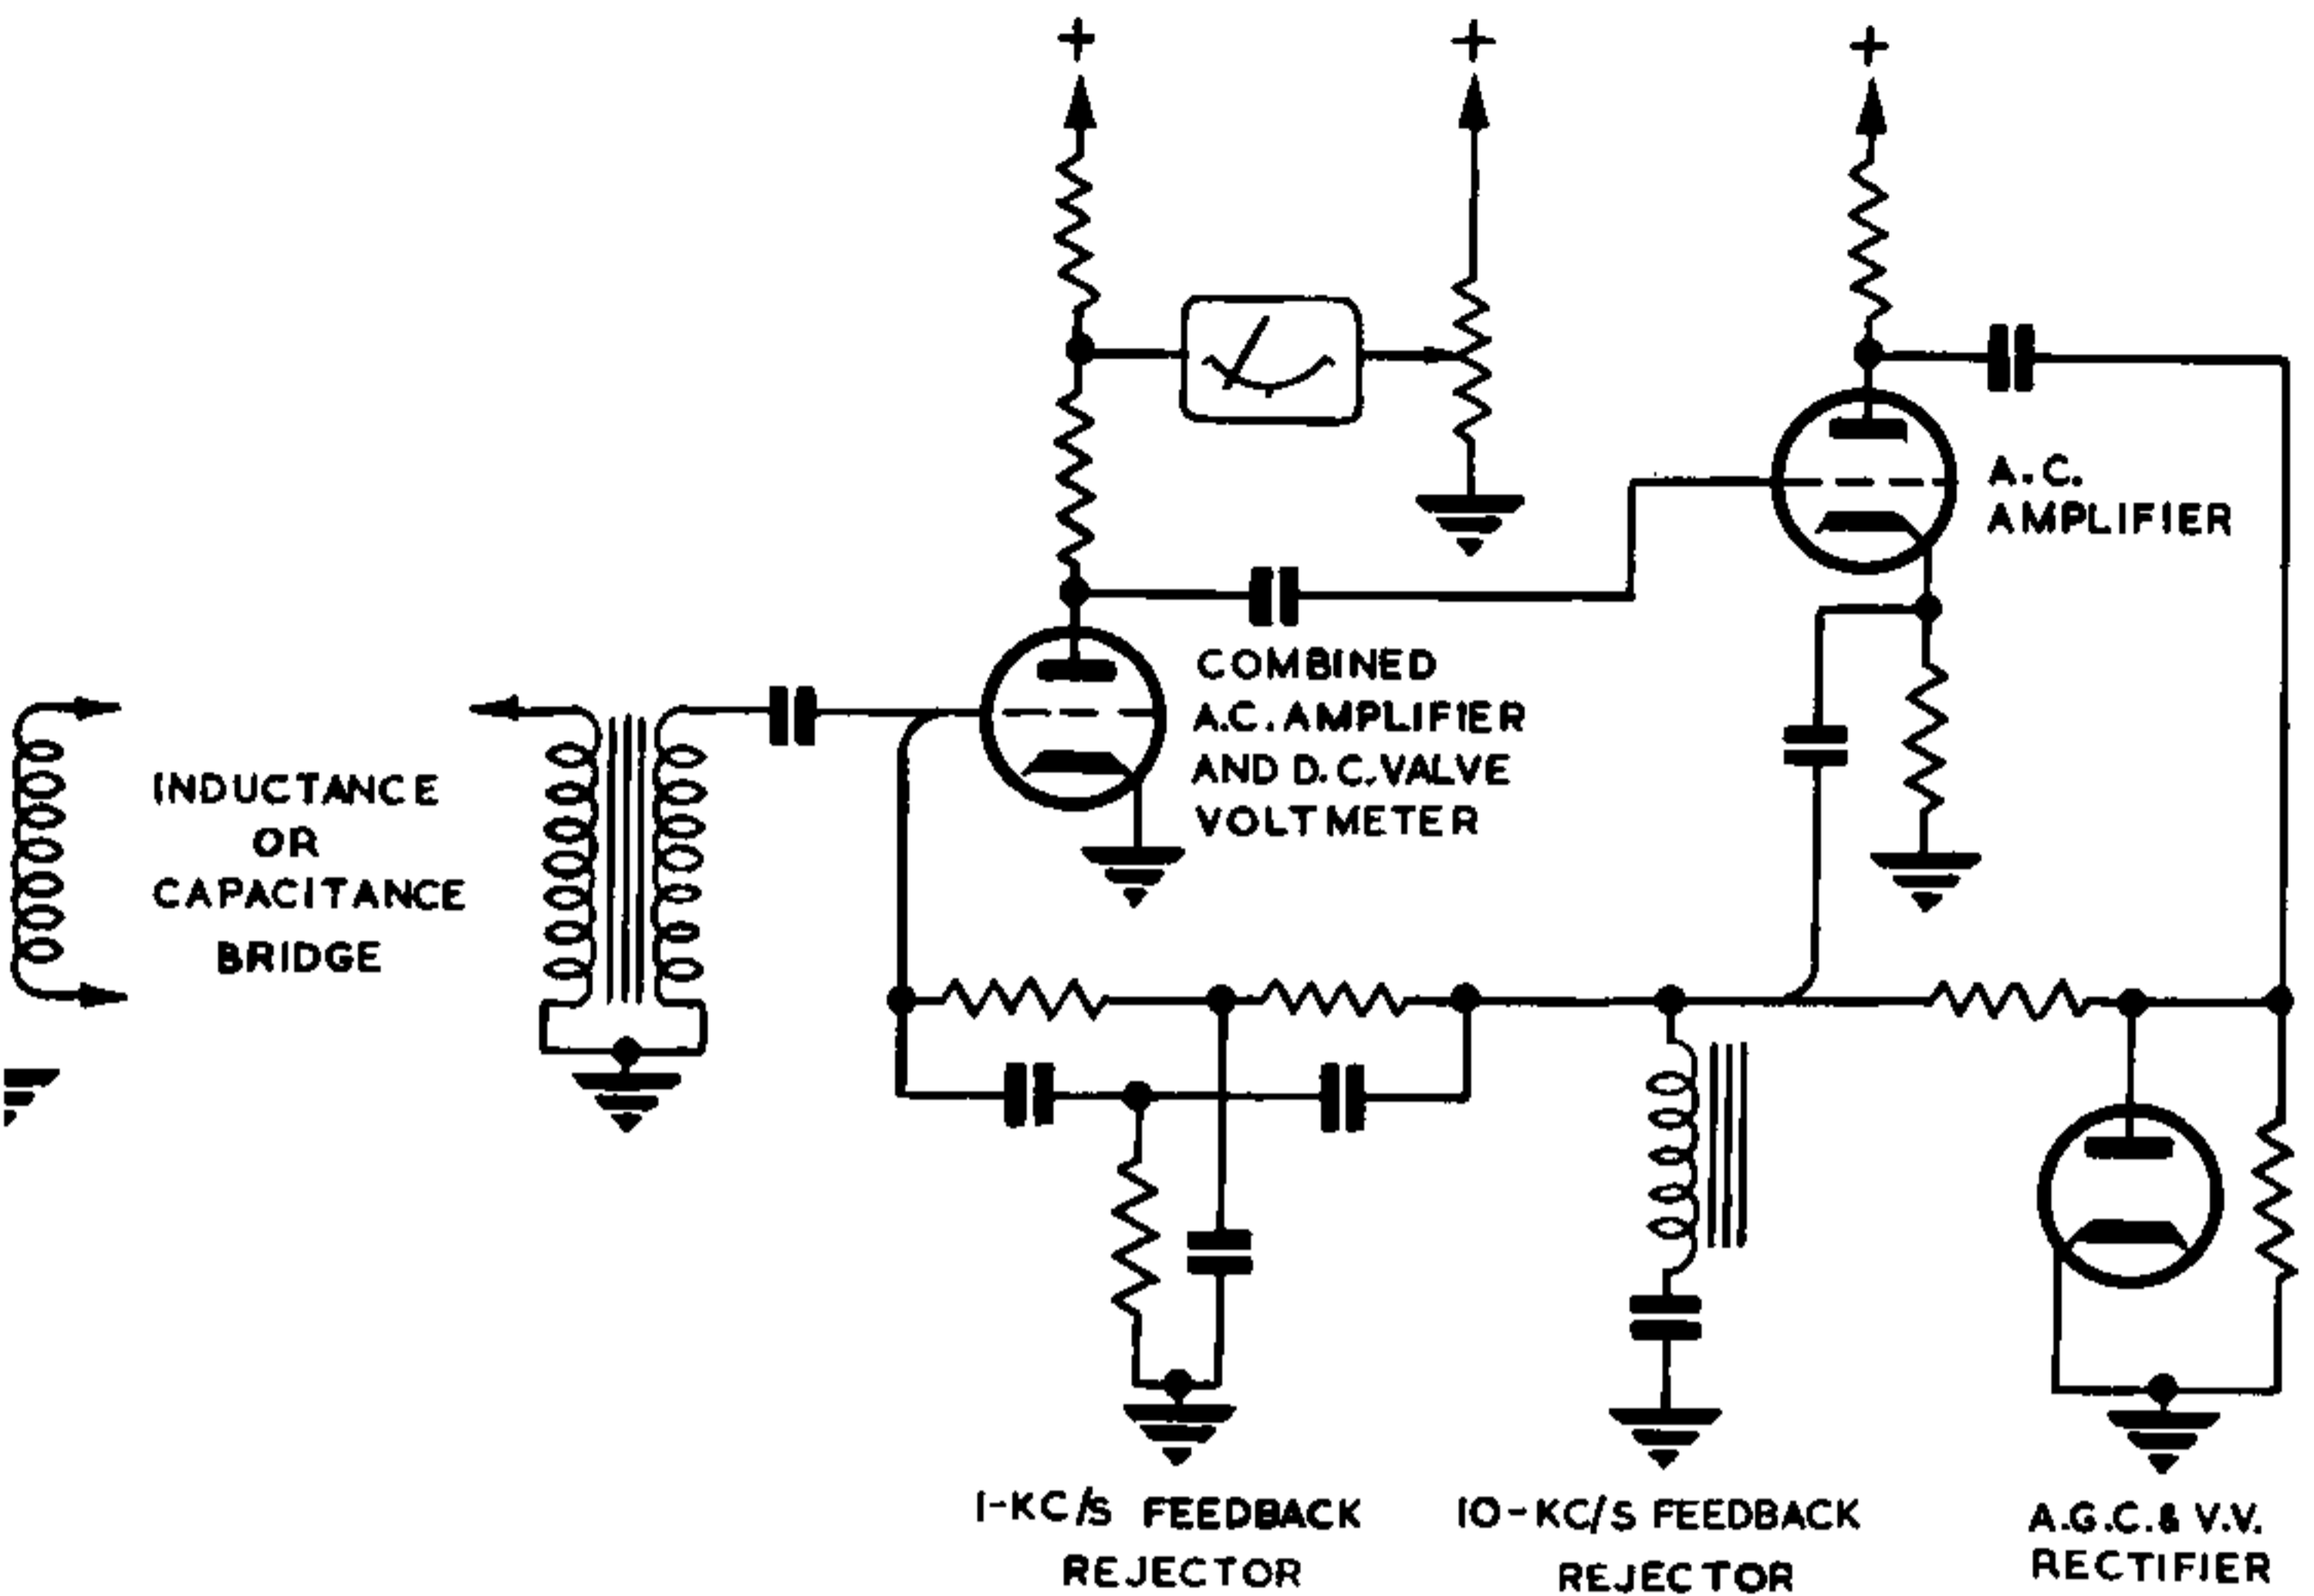 +
+
+
A.C.
AMPLIFIER
COMBINED
A.C. AMPLIFIER
AND D.C. VALVE
VOLTMETER
INDUCTANCE
OR
CAPACITANCE
BRIDGE
1-KC/S FEEDBACK
REJECTOR
10-KC/S FEEDBACK
REJECTOR
A.G.C. & V.V.
RECTIFIER